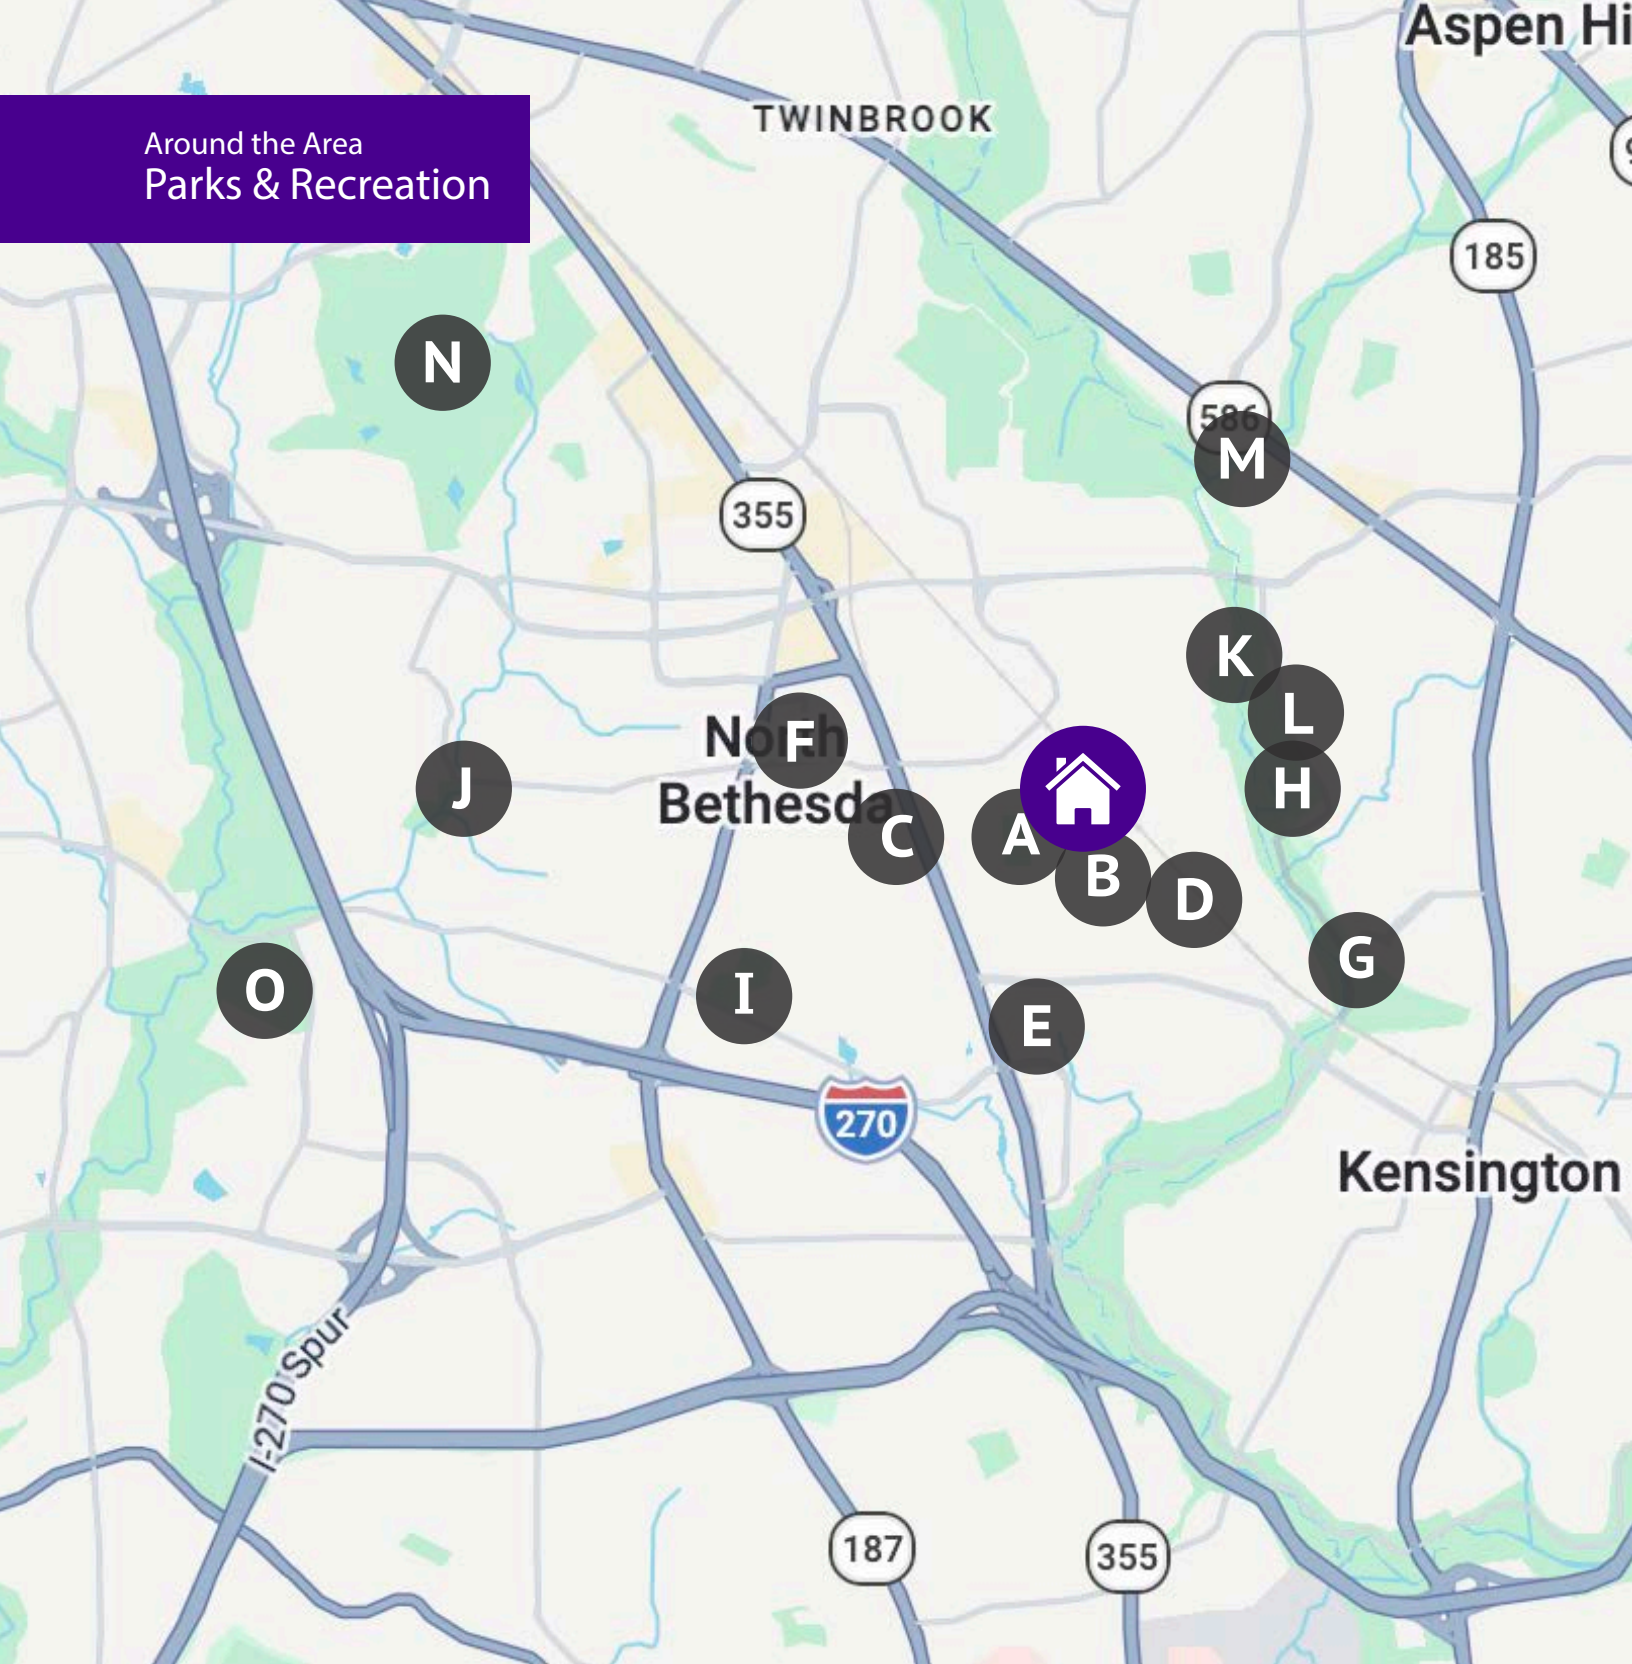 Aspen Hi
TWINBROOK
Around the Area
Parks & Recreation
185
N
586
M
355
K
L
North
Bethesda
F
J
H
C
A
B
D
G
O
I
E
270
Kensington
I-270 Spur
187
355